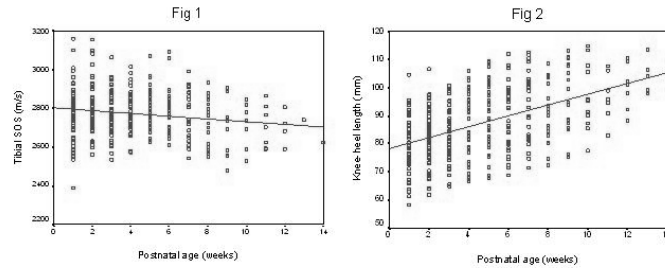 Fig 1
3200
3000
2800
2600
2400
2200
Tibial SOS (m/s)
0 2 4 6 8 10 12 14
Postnatal age (weeks)
Fig 2
120
110
100
90
80
70
60
50
Knee-heel length (mm)
0 2 4 6 8 10 12
Postnatal age (weeks)